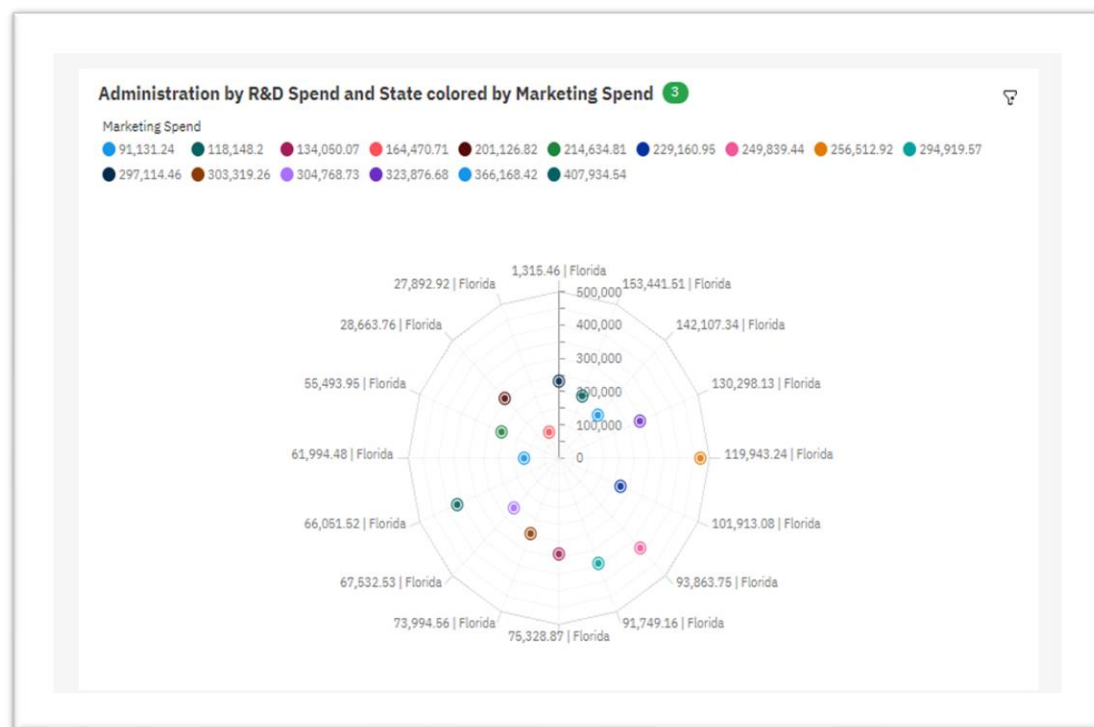 Administration by R&D Spend and State colored by Marketing Spend 3
Marketing Spend
91,131.24 118,148.2 134,050.07 164,470.71 201,126.82 214,634.81 229,160.95 249,839.44 256,512.92 294,919.57
297,114.46 303,319.26 304,768.73 323,876.68 366,168.42 407,934.54
1,315.46 | Florida
27,892.92 | Florida 153,441.51 | Florida
500,000
28,663.76 | Florida 400,000 142,107.34 | Florida
300,000
55,493.95 | Florida 200,000 130,298.13 | Florida
100,000
61,994.48 | Florida 0 119,943.24 | Florida
66,051.52 | Florida 101,913.08 | Florida
67,532.53 | Florida 93,863.75 | Florida
73,994.56 | Florida 91,749.16 | Florida
75,328.87 | Florida